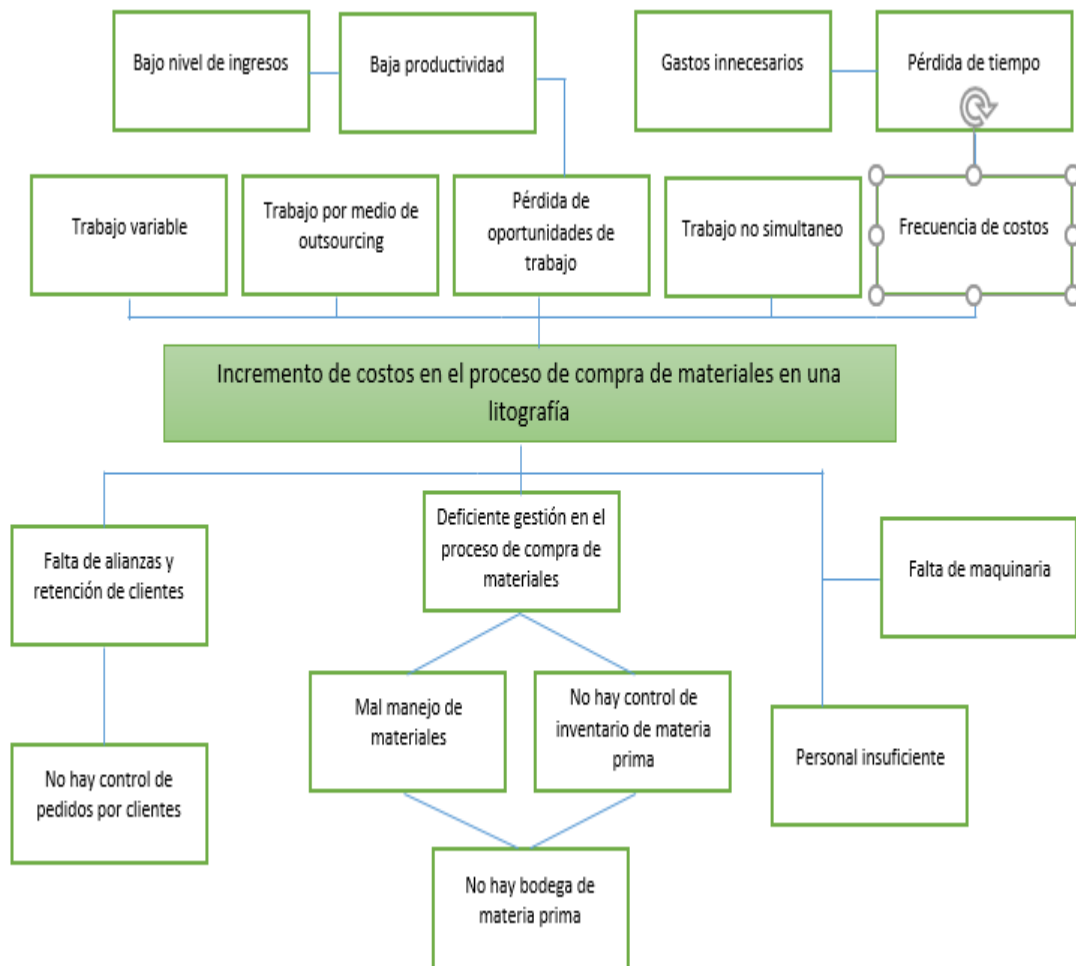 Bajo nivel de ingresos
Baja productividad
Gastos innecesarios
Pérdida de tiempo
Trabajo variable
Trabajo por medio de
outsourcing
Pérdida de
oportunidades de
trabajo
Trabajo no simultaneo
Frecuencia de costos
Incremento de costos en el proceso de compra de materiales en una
litografía
Falta de alianzas y
retención de clientes
Deficiente gestión en el
proceso de compra de
materiales
Falta de maquinaria
Mal manejo de
materiales
No hay control de
inventario de materia
prima
Personal insuficiente
No hay control de
pedidos por clientes
No hay bodega de
materia prima